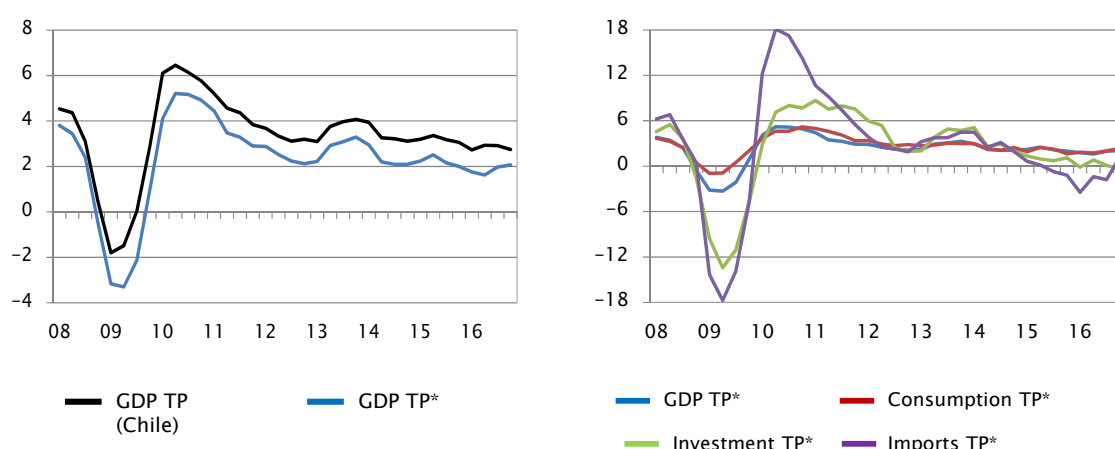 8
6
4
2
0
−2
−4
08 09 10 11 12 13 14 15 16
GDP TP (Chile)
GDP TP*
18
12
6
0
−6
−12
−18
08 09 10 11 12 13 14 15 16
GDP TP* Consumption TP*
Investment TP* Imports TP*